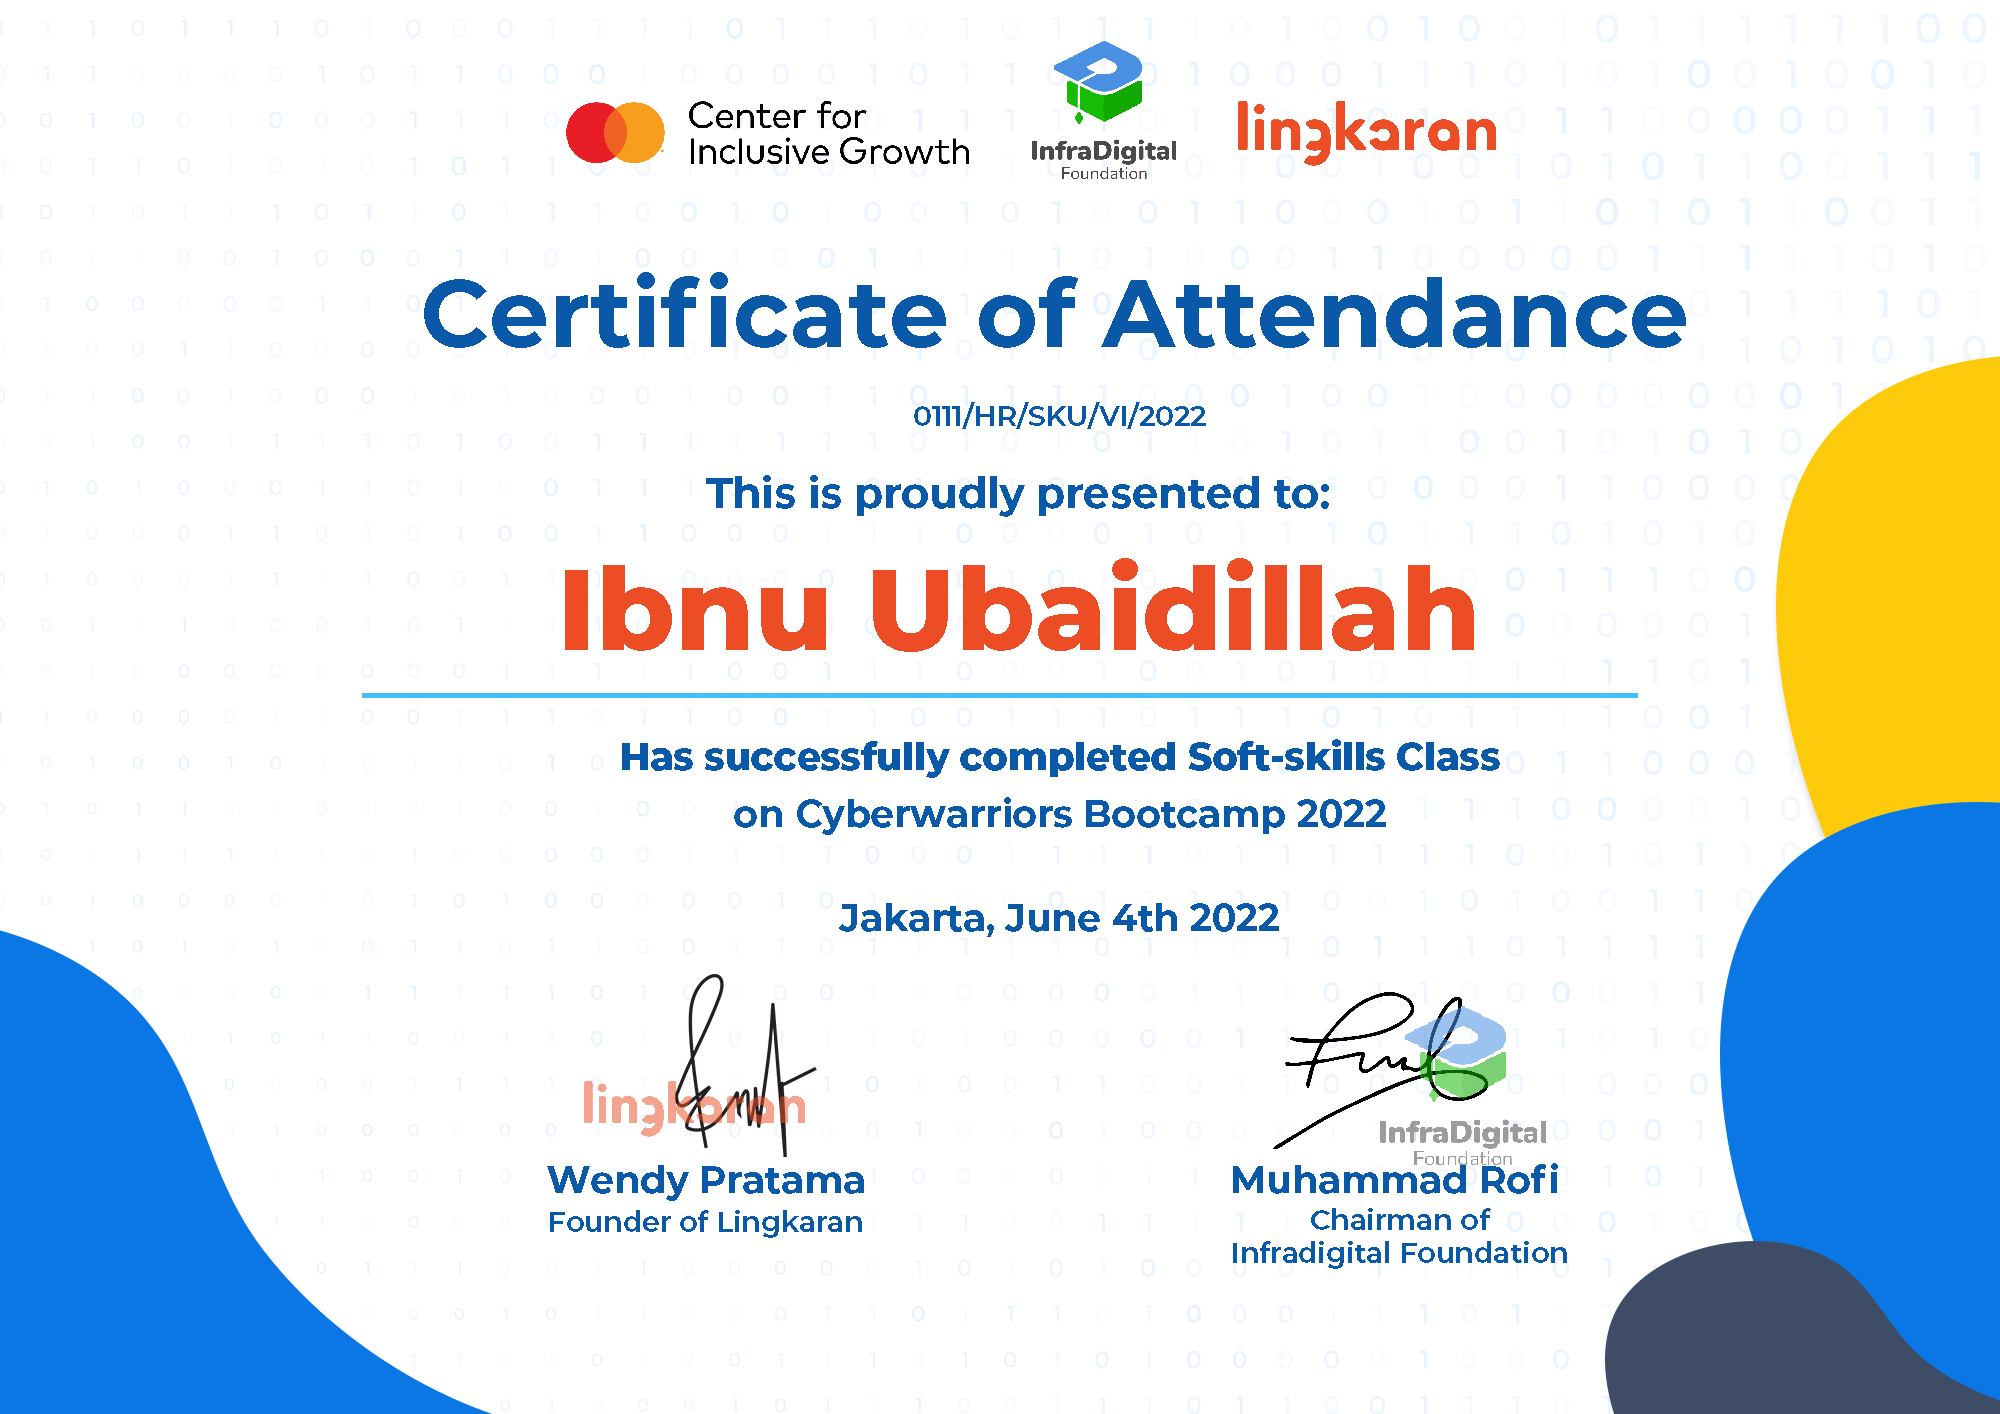 Center for
Inclusive Growth
InfraDigital
Foundation
lingkaran
Certificate of Attendance
0111/HR/SKU/VI/2022
This is proudly presented to:
Ibnu Ubaidillah
Has successfully completed Soft-skills Class
on Cyberwarriors Bootcamp 2022
Jakarta, June 4th 2022
lingkaran
InfraDigital
Foundation
Wendy Pratama
Founder of Lingkaran
Muhammad Rofi
Chairman of
Infradigital Foundation